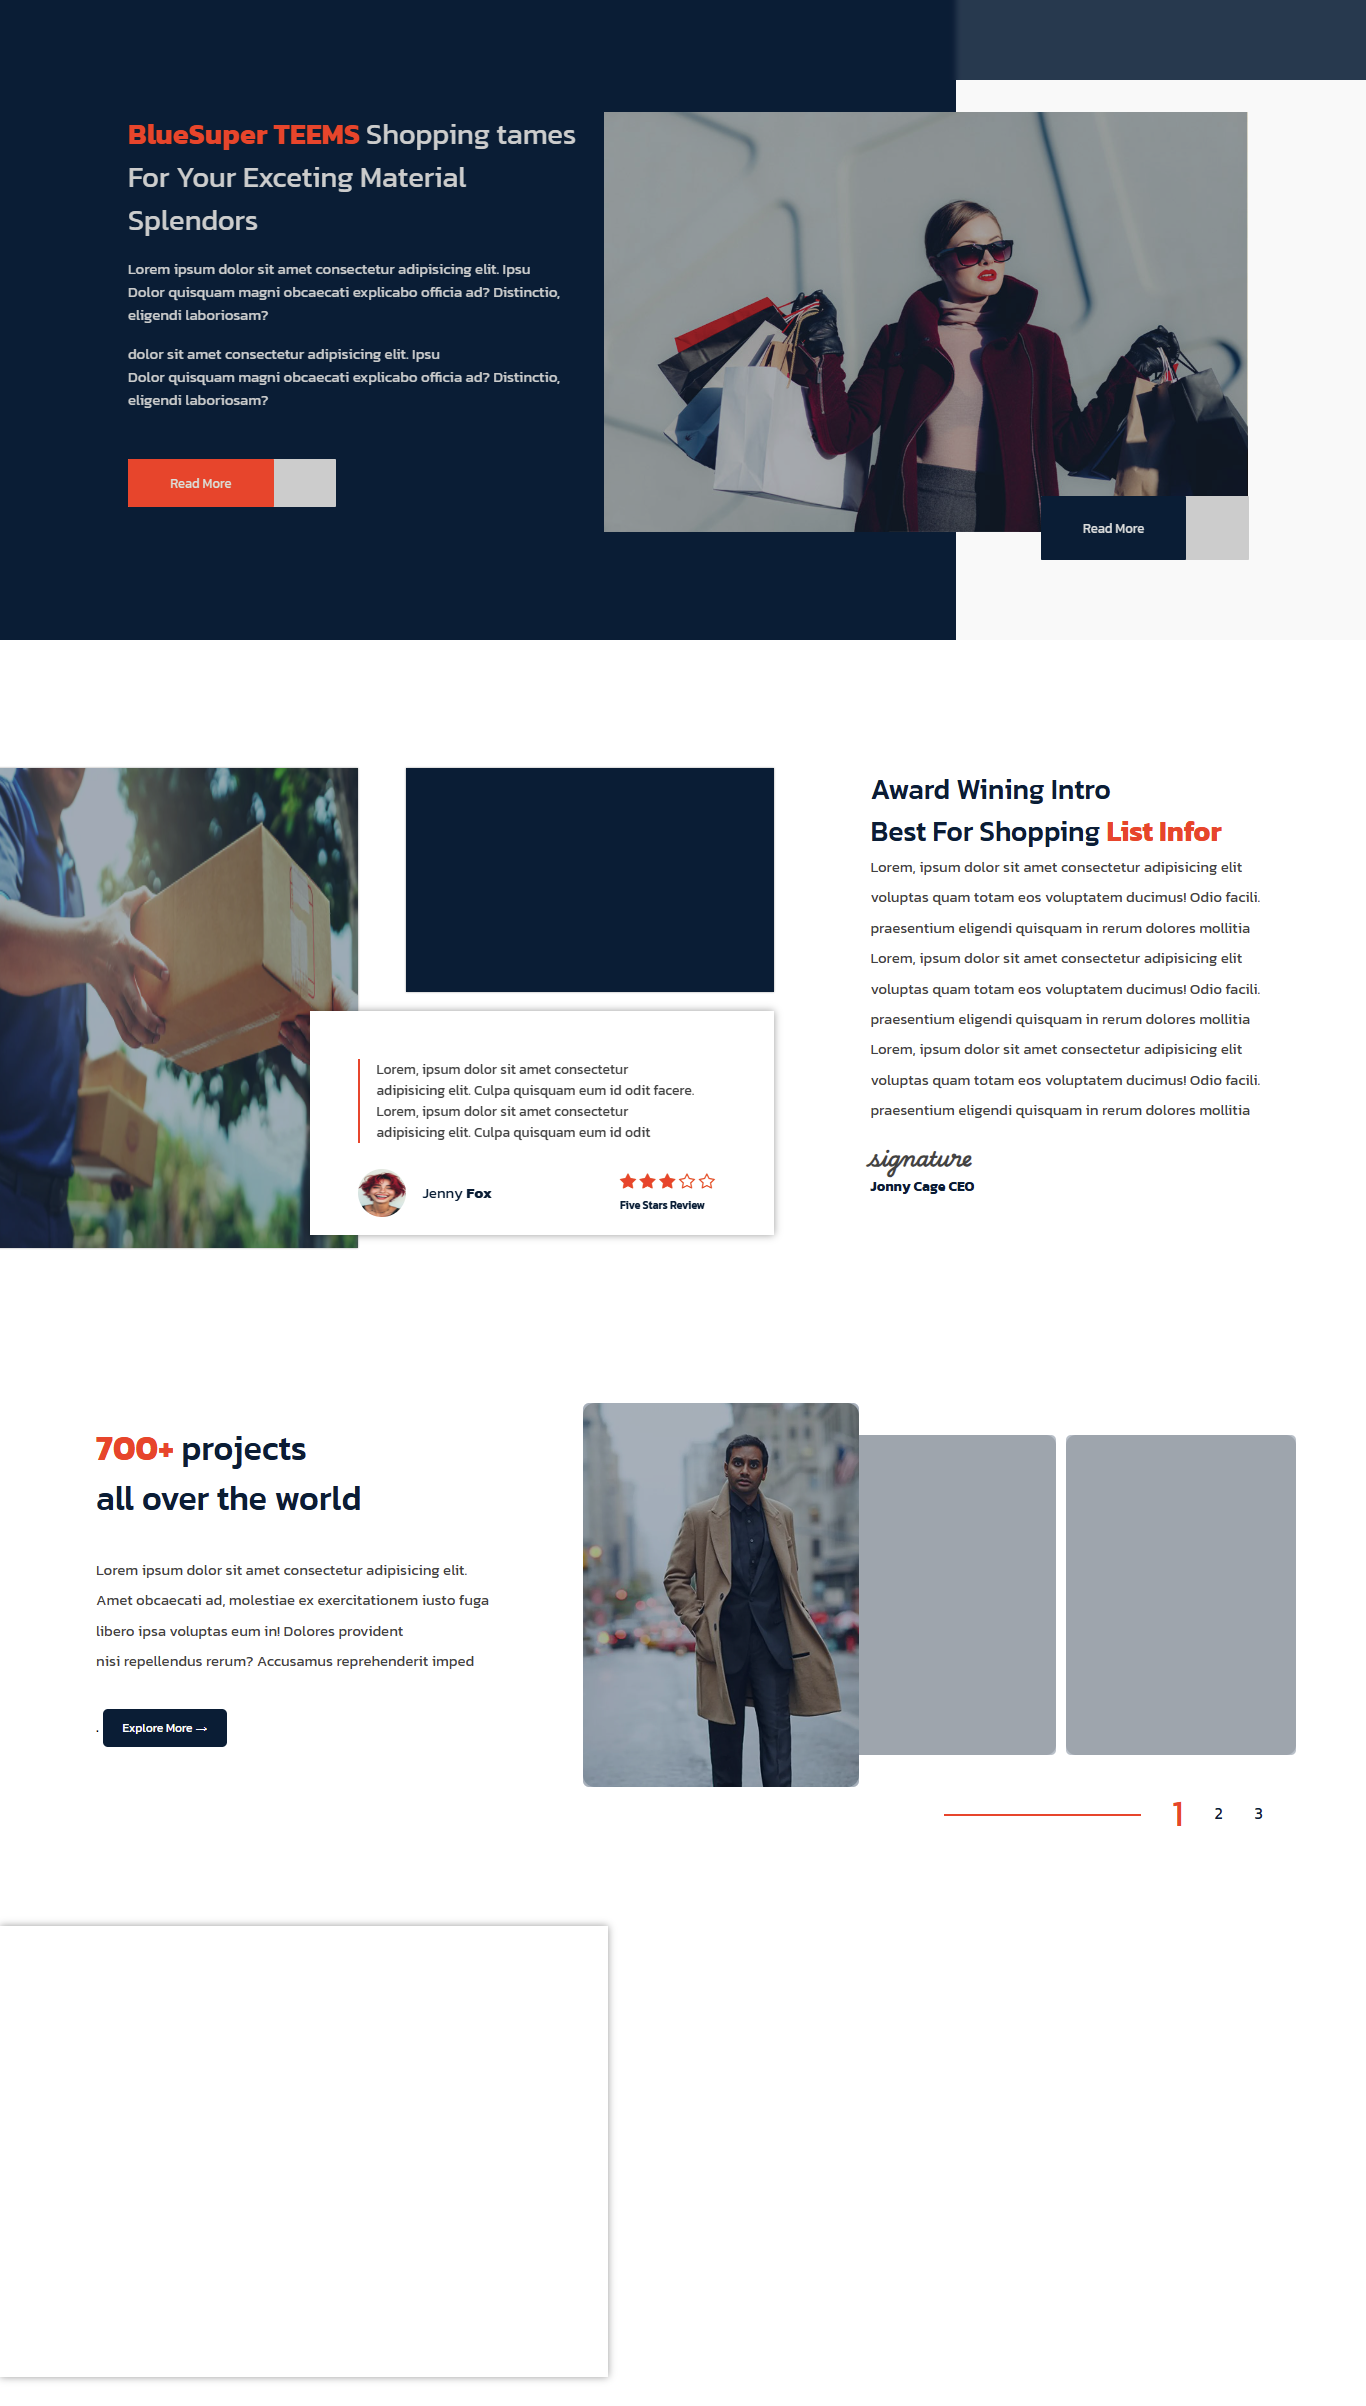 BlueSuper TEEMS Shopping tames
For Your Exceting Material
Splendors
Lorem ipsum dolor sit amet consectetur adipisicing elit. Ipsu
Dolor quisquam magni obcaecati explicabo officia ad? Distinctio,
eligendi laboriosam?
dolor sit amet consectetur adipisicing elit. Ipsu
Dolor quisquam magni obcaecati explicabo officia ad? Distinctio,
eligendi laboriosam?
Read More
Read More
Award Wining Intro
Best For Shopping List Infor
Lorem, ipsum dolor sit amet consectetur adipisicing elit
voluptas quam totam eos voluptatem ducimus! Odio facili.
praesentium eligendi quisquam in rerum dolores mollitia
Lorem, ipsum dolor sit amet consectetur adipisicing elit
voluptas quam totam eos voluptatem ducimus! Odio facili.
praesentium eligendi quisquam in rerum dolores mollitia
Lorem, ipsum dolor sit amet consectetur adipisicing elit
voluptas quam totam eos voluptatem ducimus! Odio facili.
praesentium eligendi quisquam in rerum dolores mollitia
signature
Jonny Cage CEO
Lorem, ipsum dolor sit amet consectetur
adipisicing elit. Culpa quisquam eum id odit facere.
Lorem, ipsum dolor sit amet consectetur
adipisicing elit. Culpa quisquam eum id odit
Jenny Fox
Five Stars Review
700+ projects
all over the world
Lorem ipsum dolor sit amet consectetur adipisicing elit.
Amet obcaecati ad, molestiae ex exercitationem iusto fuga
libero ipsa voluptas eum in! Dolores provident
nisi repellendus rerum? Accusamus reprehenderit imped
. Explore More →
1 2 3